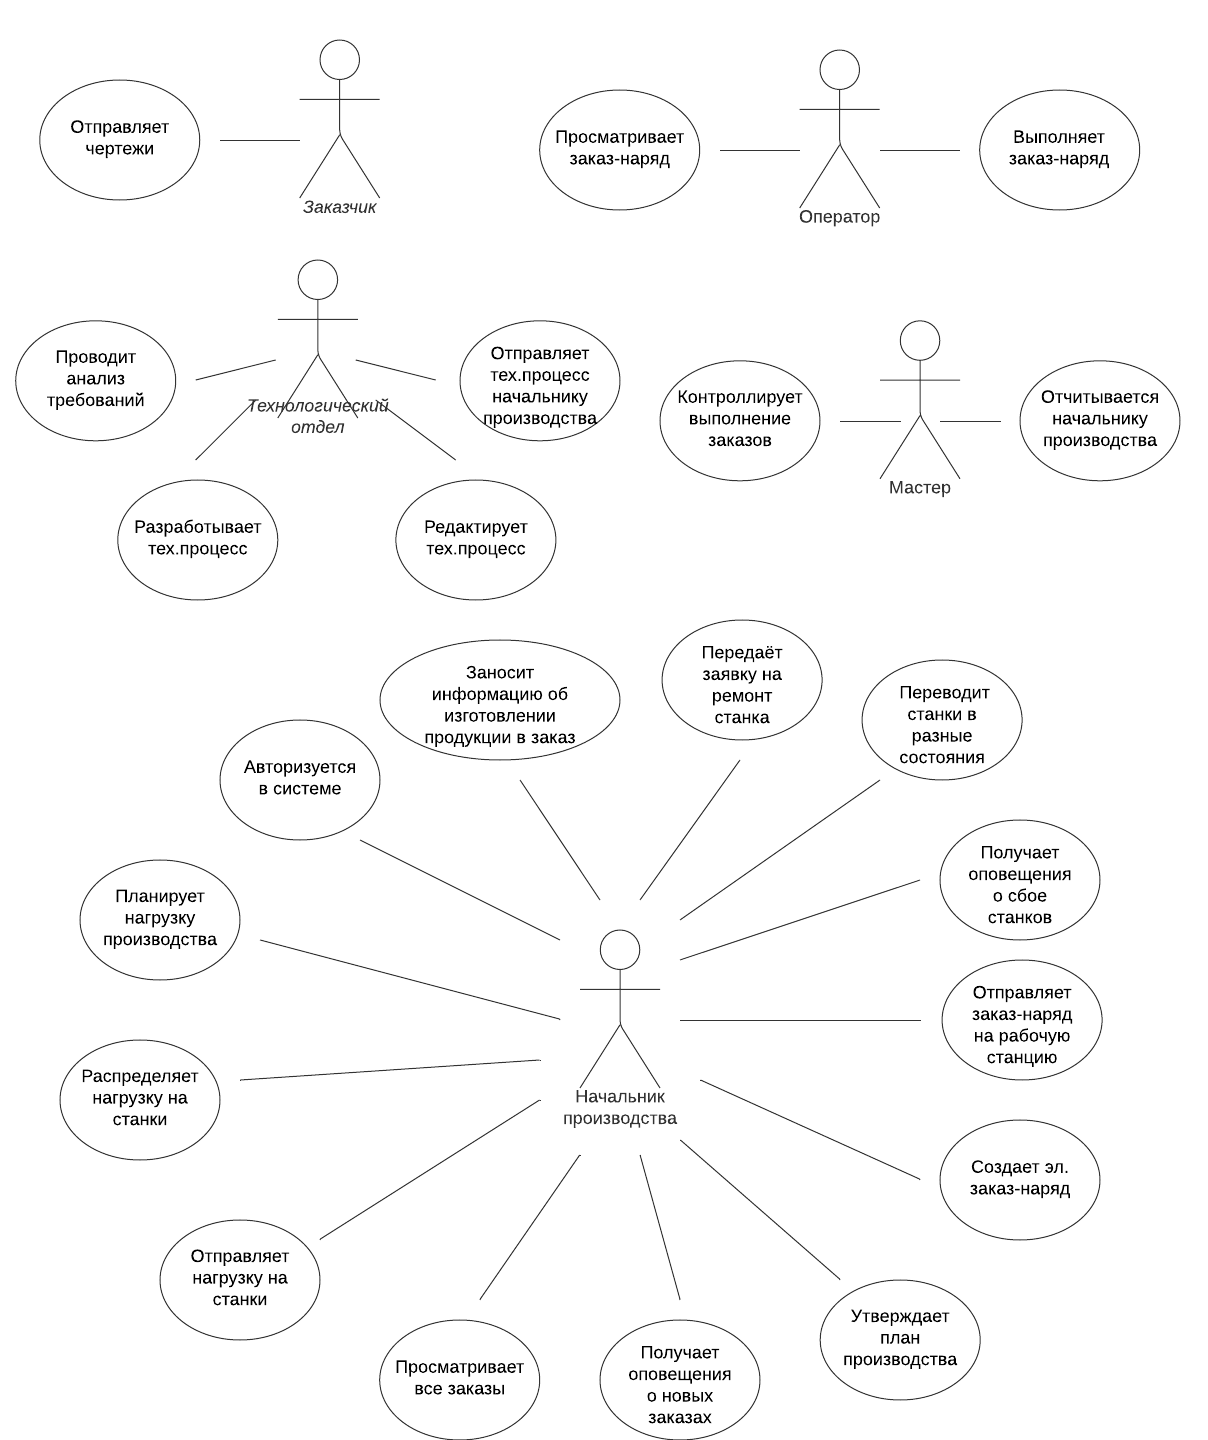 Отправляет
чертежи
Заказчик
Просматривает
заказ-наряд
Оператор
Выполняет
заказ-наряд
Проводит
анализ
требований
Технологический
отдел
Отправляет
тех.процесс
начальнику
производства
Разработывает
тех.процесс
Редактирует
тех.процесс
Контроллирует
выполнение
заказов
Мастер
Отчитывается
начальнику
производства
Заносит
информацию об
изготовлении
продукции в заказ
Передаёт
заявку на
ремонт
станка
Переводит
станки в
разные
состояния
Авторизуется
в системе
Получает
оповещения
о сбое
станков
Планирует
нагрузку
производства
Отправляет
заказ-наряд
на рабочую
станцию
Распределяет
нагрузку на
станки
Начальник
производства
Создает эл.
заказ-наряд
Отправляет
нагрузку на
станки
Просматривает
все заказы
Получает
оповещения
о новых
заказах
Утверждает
план
производства